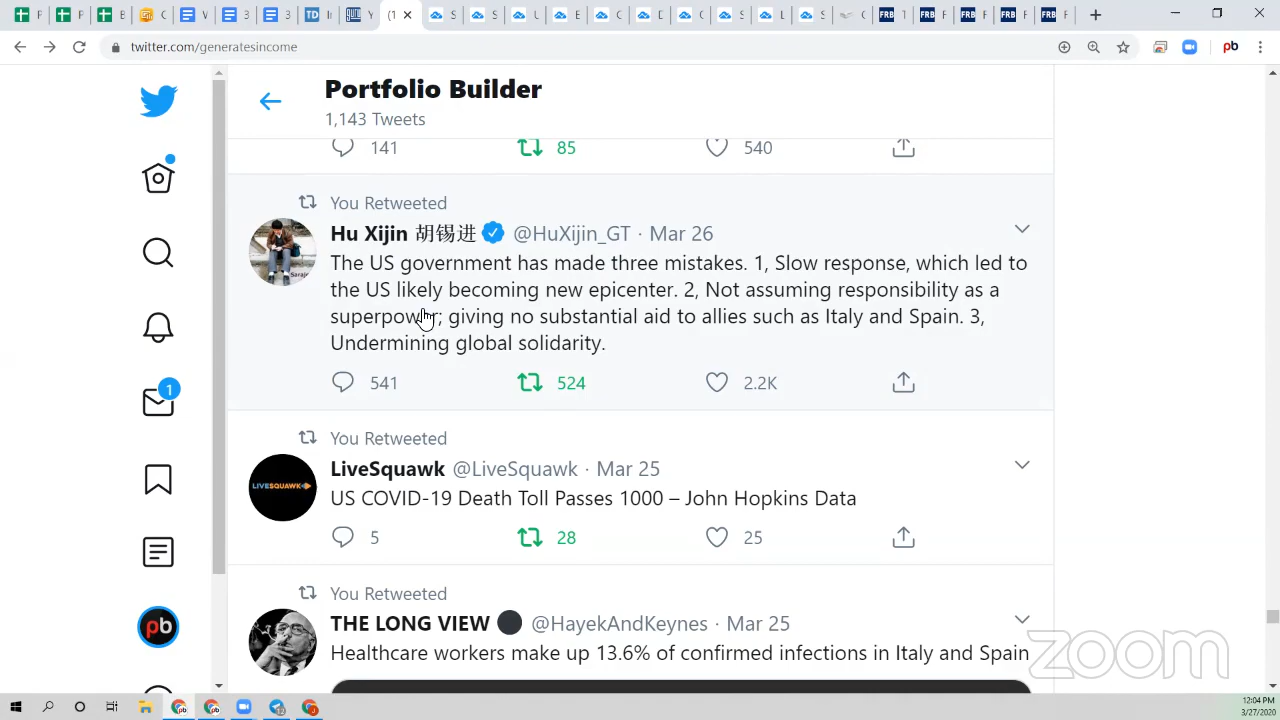 twitter.com/generatesincome
pb
Portfolio Builder
1,143 Tweets
141 85 540
You Retweeted
Hu Xijin 胡锡进 @HuXijin_GT · Mar 26
The US government has made three mistakes. 1, Slow response, which led to
the US likely becoming new epicenter. 2, Not assuming responsibility as a
superpower; giving no substantial aid to allies such as Italy and Spain. 3,
Undermining global solidarity.
541 524 2.2K
1
You Retweeted
LiveSquawk @LiveSquawk · Mar 25
LIVESQUAWK
US COVID-19 Death Toll Passes 1000 – John Hopkins Data
5 28 25
You Retweeted
THE LONG VIEW @HayekAndKeynes · Mar 25
pb
Healthcare workers make up 13.6% of confirmed infections in Italy and Spain
zoom
12:04 PM
3/27/2020